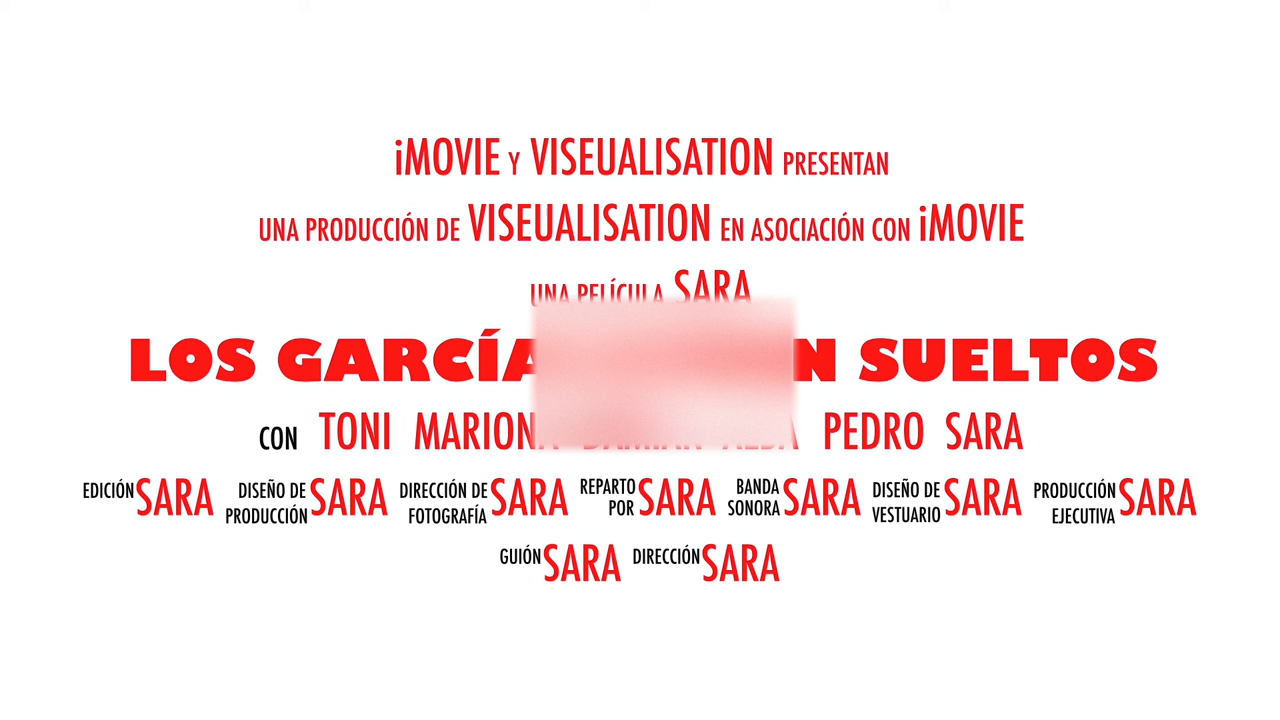 iMOVIE Y VISEUALISATION PRESENTAN
UNA PRODUCCIÓN DE VISEUALISATION EN ASOCIACIÓN CON iMOVIE
UNA PELÍCULA SARA
LOS SUELTOS
CON TONI MARIONA ALBA PEDRO SARA
EDICIÓN SARA DISEÑO DE PRODUCCIÓN SARA DIRECCIÓN DE FOTOGRAFÍA SARA REPARTO POR SARA BANDA SONORA SARA DISEÑO DE VESTUARIO SARA PRODUCCIÓN EJECUTIVA SARA
GUIÓN SARA DIRECCIÓN SARA